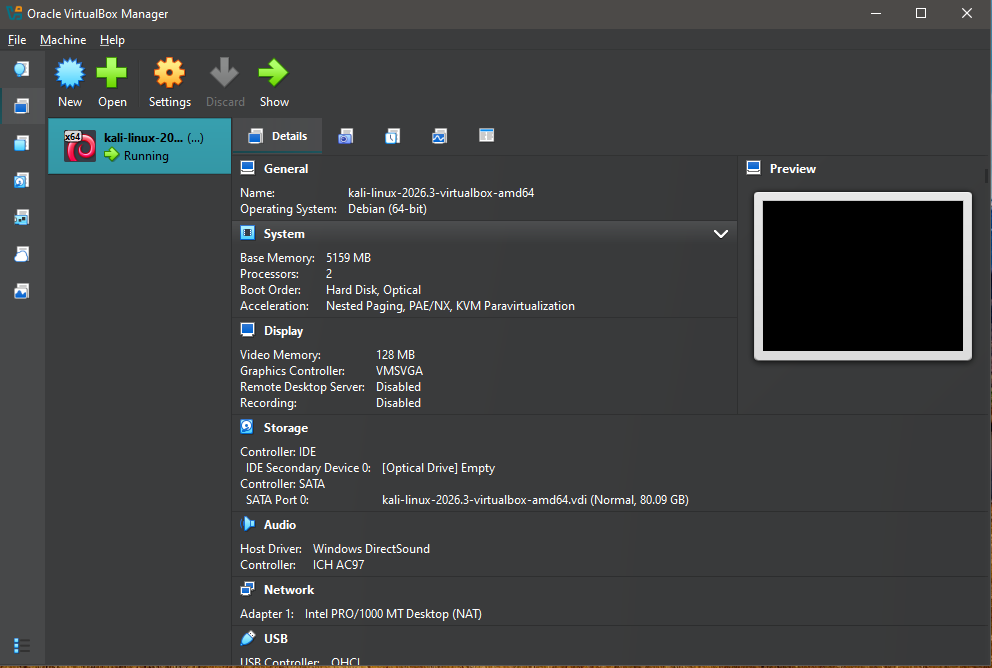 Oracle VirtualBox Manager
File Machine Help
New Open Settings Discard Show
x64 kali-linux-20... (...)
Running
Details
General
Name: kali-linux-2026.3-virtualbox-amd64
Operating System: Debian (64-bit)
Preview
System
Base Memory: 5159 MB
Processors: 2
Boot Order: Hard Disk, Optical
Acceleration: Nested Paging, PAE/NX, KVM Paravirtualization
Display
Video Memory: 128 MB
Graphics Controller: VMSVGA
Remote Desktop Server: Disabled
Recording: Disabled
Storage
Controller: IDE
IDE Secondary Device 0: [Optical Drive] Empty
Controller: SATA
SATA Port 0: kali-linux-2026.3-virtualbox-amd64.vdi (Normal, 80.09 GB)
Audio
Host Driver: Windows DirectSound
Controller: ICH AC97
Network
Adapter 1: Intel PRO/1000 MT Desktop (NAT)
USB
USB Controller: OHCI